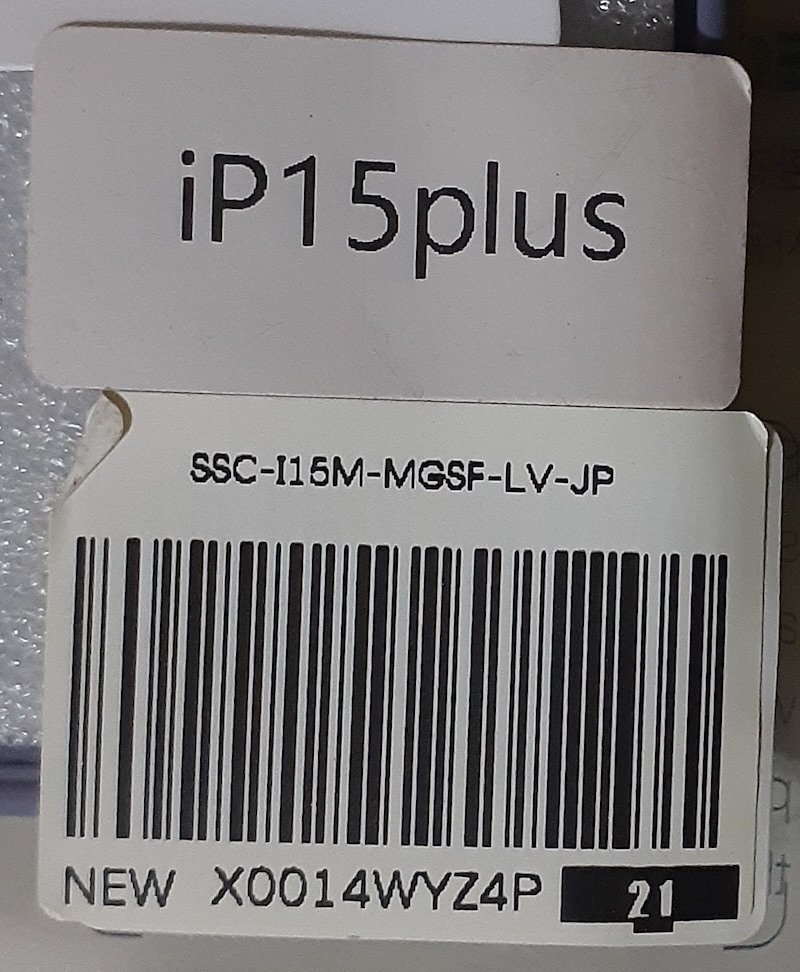 iP15plus
SSC-I15M-MGSF-LV-JP
NEW X0014WYZ4P 21